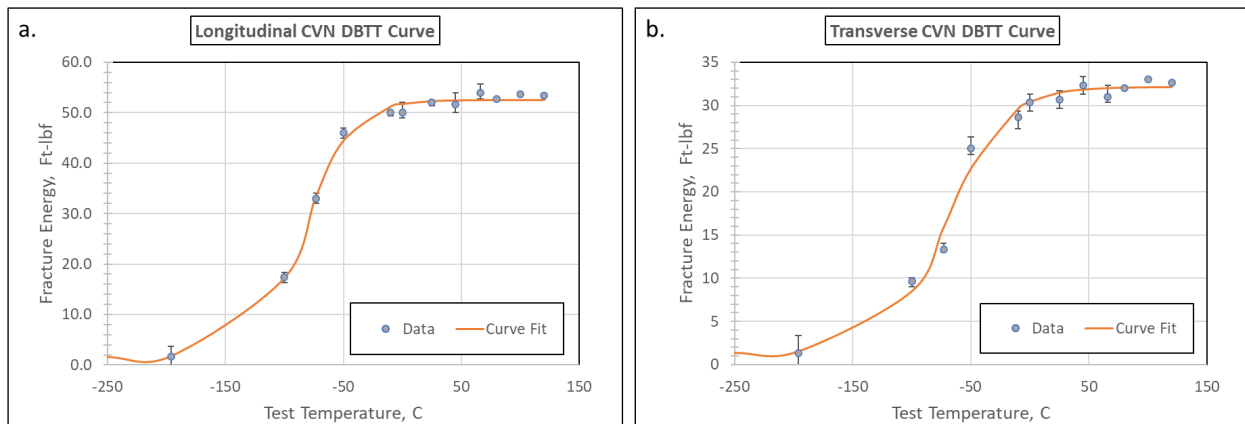 a.
Longitudinal CVN DBTT Curve
Fracture Energy, Ft-lbf
60.0
50.0
40.0
30.0
20.0
10.0
0.0
Data
Curve Fit
-250
-150
-50
50
150
Test Temperature, C
b.
Transverse CVN DBTT Curve
Fracture Energy, Ft-lbf
35
30
25
20
15
10
5
0
Data
Curve Fit
-250
-150
-50
50
150
Test Temperature, C